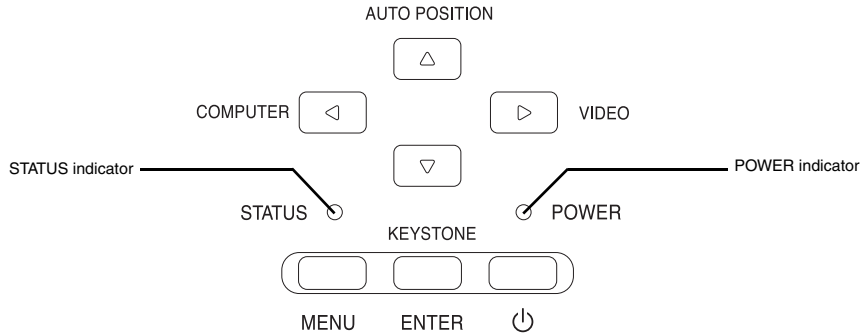 AUTO POSITION
COMPUTER
VIDEO
STATUS indicator
POWER indicator
STATUS
POWER
KEYSTONE
MENU
ENTER